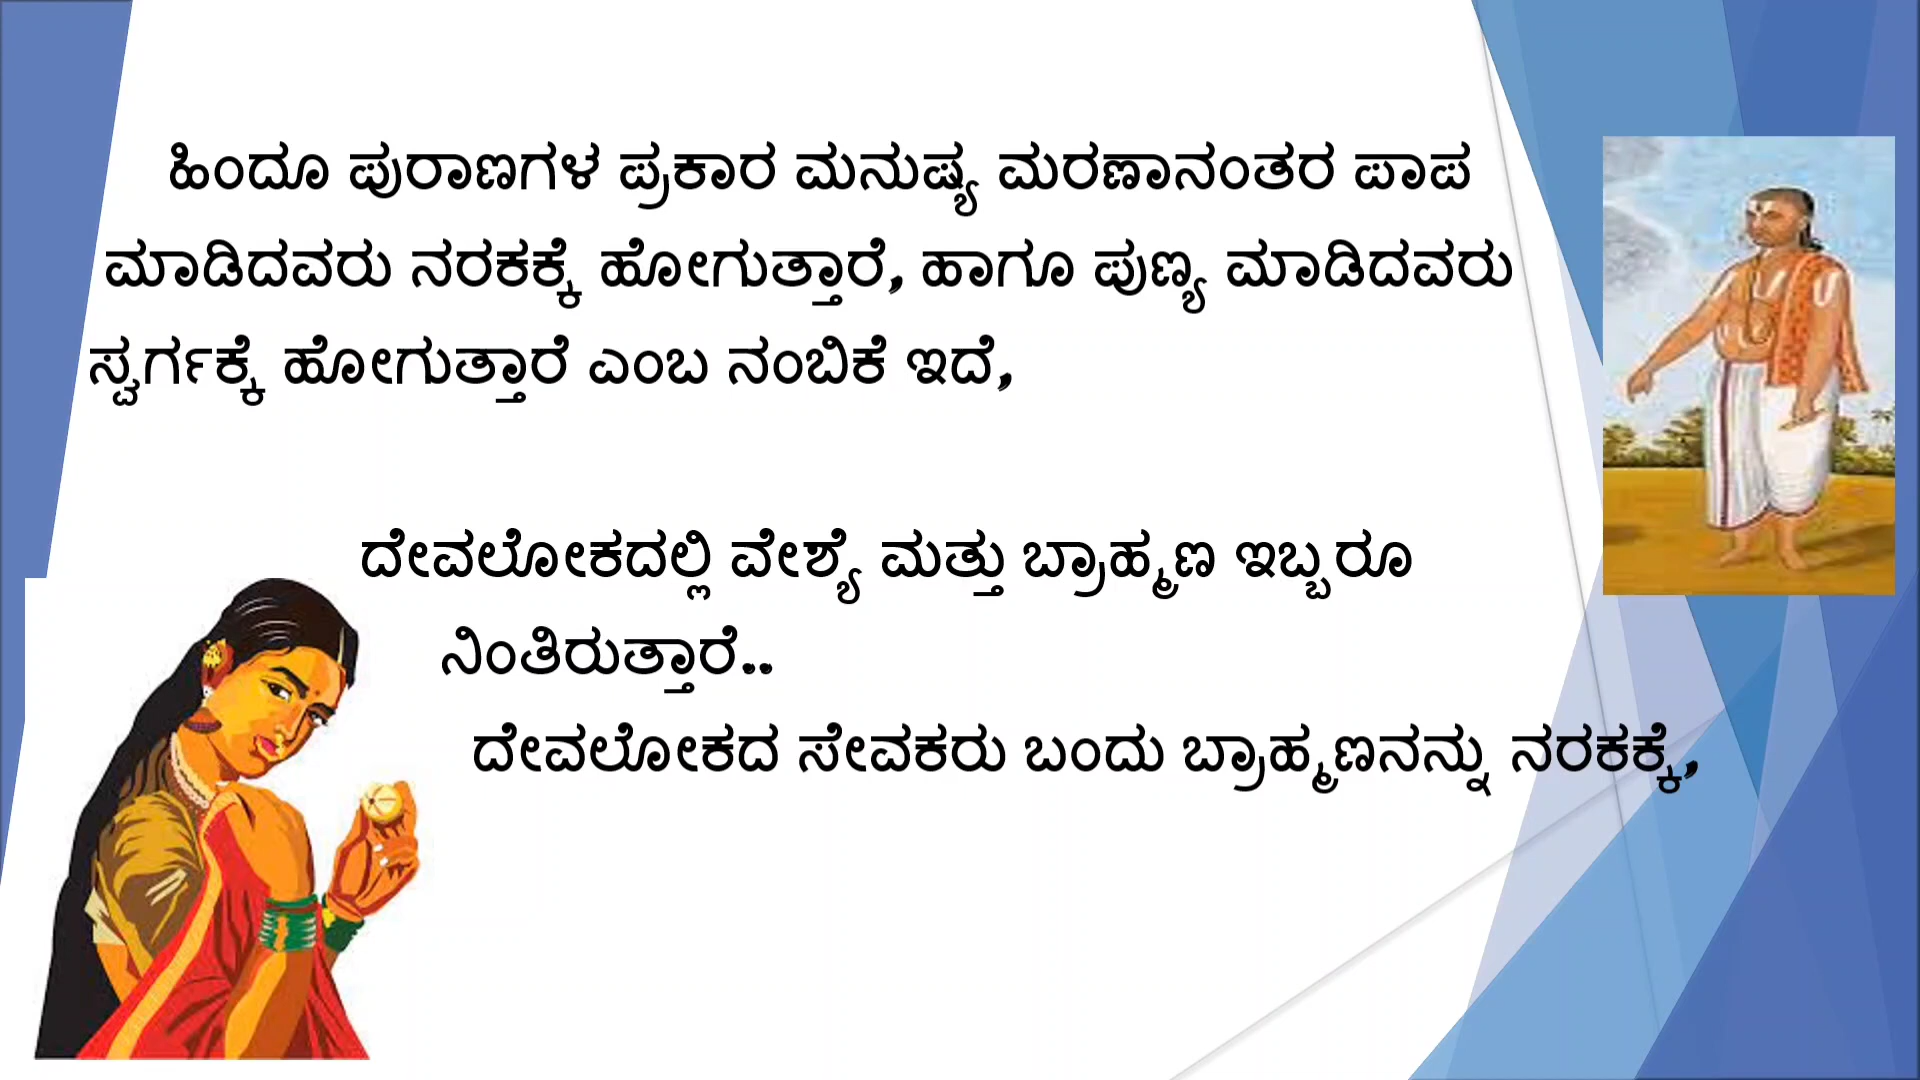 ಹಿಂದೂ ಪುರಾಣಗಳ ಪ್ರಕಾರ ಮನುಷ್ಯ ಮರಣಾನಂತರ ಪಾಪ
ಮಾಡಿದವರು ನರಕಕ್ಕೆ ಹೋಗುತ್ತಾರೆ, ಹಾಗೂ ಪುಣ್ಯ ಮಾಡಿದವರು
ಸ್ವರ್ಗಕ್ಕೆ ಹೋಗುತ್ತಾರೆ ಎಂಬ ನಂಬಿಕೆ ಇದೆ,
ದೇವಲೋಕದಲ್ಲಿ ವೇಶ್ಯೆ ಮತ್ತು ಬ್ರಾಹ್ಮಣ ಇಬ್ಬರೂ
ನಿಂತಿರುತ್ತಾರೆ..
ದೇವಲೋಕದ ಸೇವಕರು ಬಂದು ಬ್ರಾಹ್ಮಣನನ್ನು ನರಕಕ್ಕೆ,